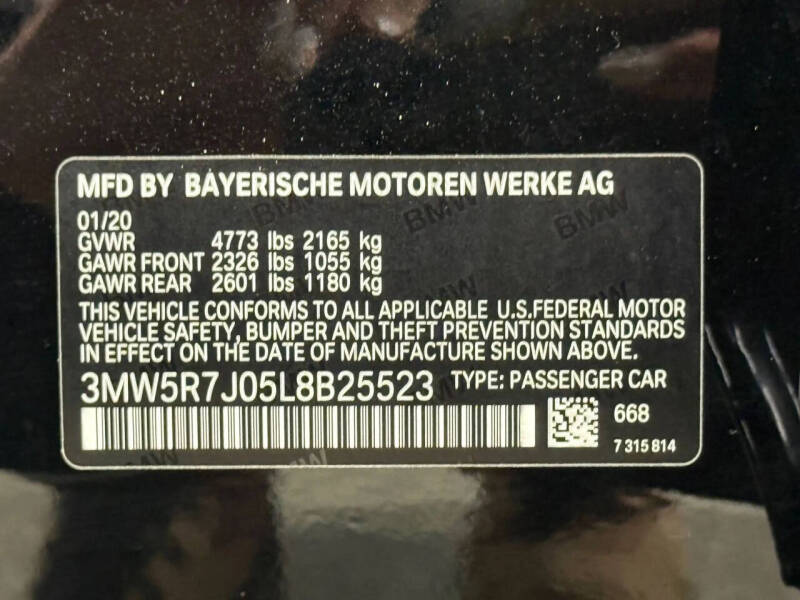 MFD BY BAYERISCHE MOTOREN WERKE AG
01/20
GVWR 4773 lbs 2165 kg
GAWR FRONT 2326 lbs 1055 kg
GAWR REAR 2601 lbs 1180 kg
THIS VEHICLE CONFORMS TO ALL APPLICABLE U.S.FEDERAL MOTOR
VEHICLE SAFETY, BUMPER AND THEFT PREVENTION STANDARDS
IN EFFECT ON THE DATE OF MANUFACTURE SHOWN ABOVE.
3MW5R7J05L8B25523 TYPE: PASSENGER CAR
668
7 315 814